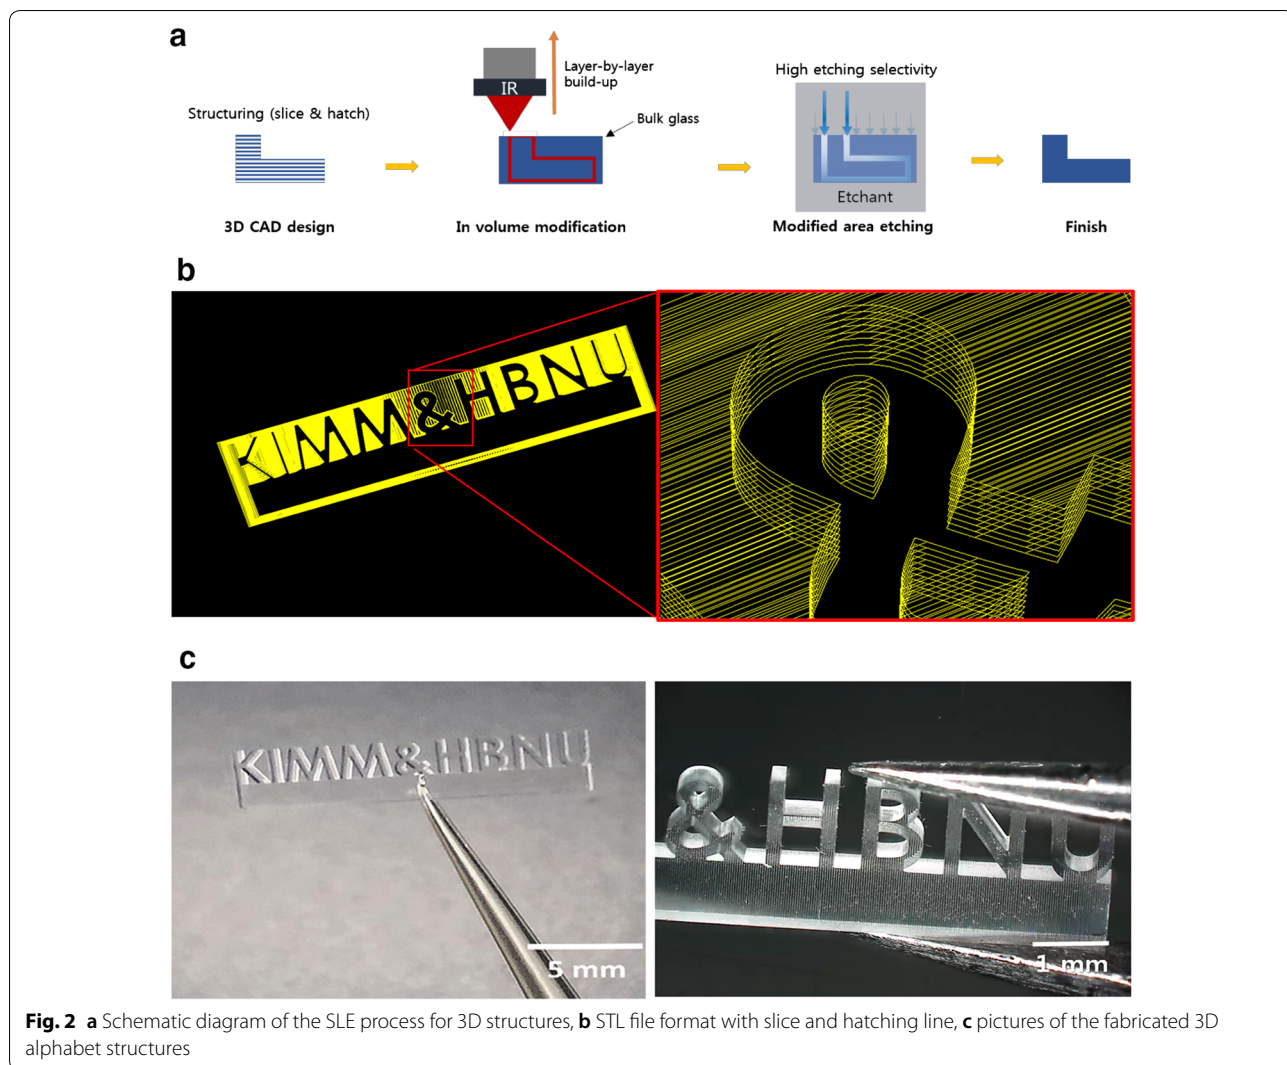 a
Layer-by-layer
build-up
IR
High etching selectivity
Structuring (slice & hatch)
Bulk glass
Etchant
3D CAD design
In volume modification
Modified area etching
Finish
b
KIMM&HBNU
c
KIMM&HBNU
5 mm
&HBNU
1 mm
Fig. 2 a Schematic diagram of the SLE process for 3D structures, b STL file format with slice and hatching line, c pictures of the fabricated 3D
alphabet structures